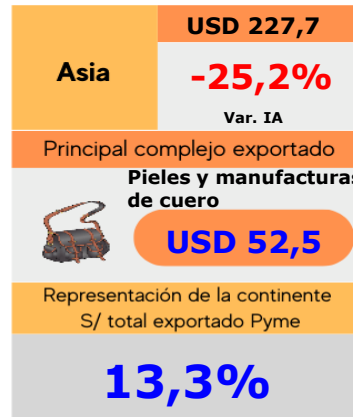 USD 227,7
Asia
-25,2%
Var. IA
Principal complejo exportado
Pieles y manufacturas
de cuero
USD 52,5
Representación de la continente
S/ total exportado Pyme
13,3%